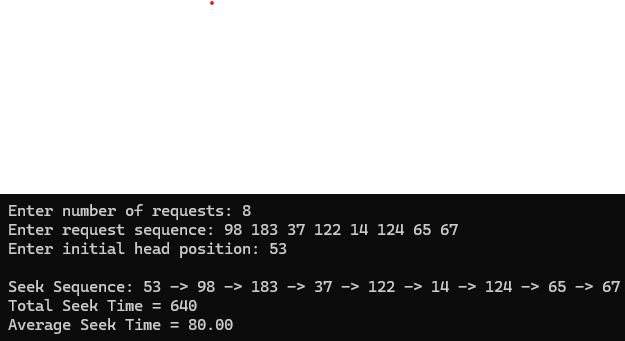 Enter number of requests: 8
Enter request sequence: 98 183 37 122 14 124 65 67
Enter initial head position: 53
Seek Sequence: 53 -> 98 -> 183 -> 37 -> 122 -> 14 -> 124 -> 65 -> 67
Total Seek Time = 640
Average Seek Time = 80.00